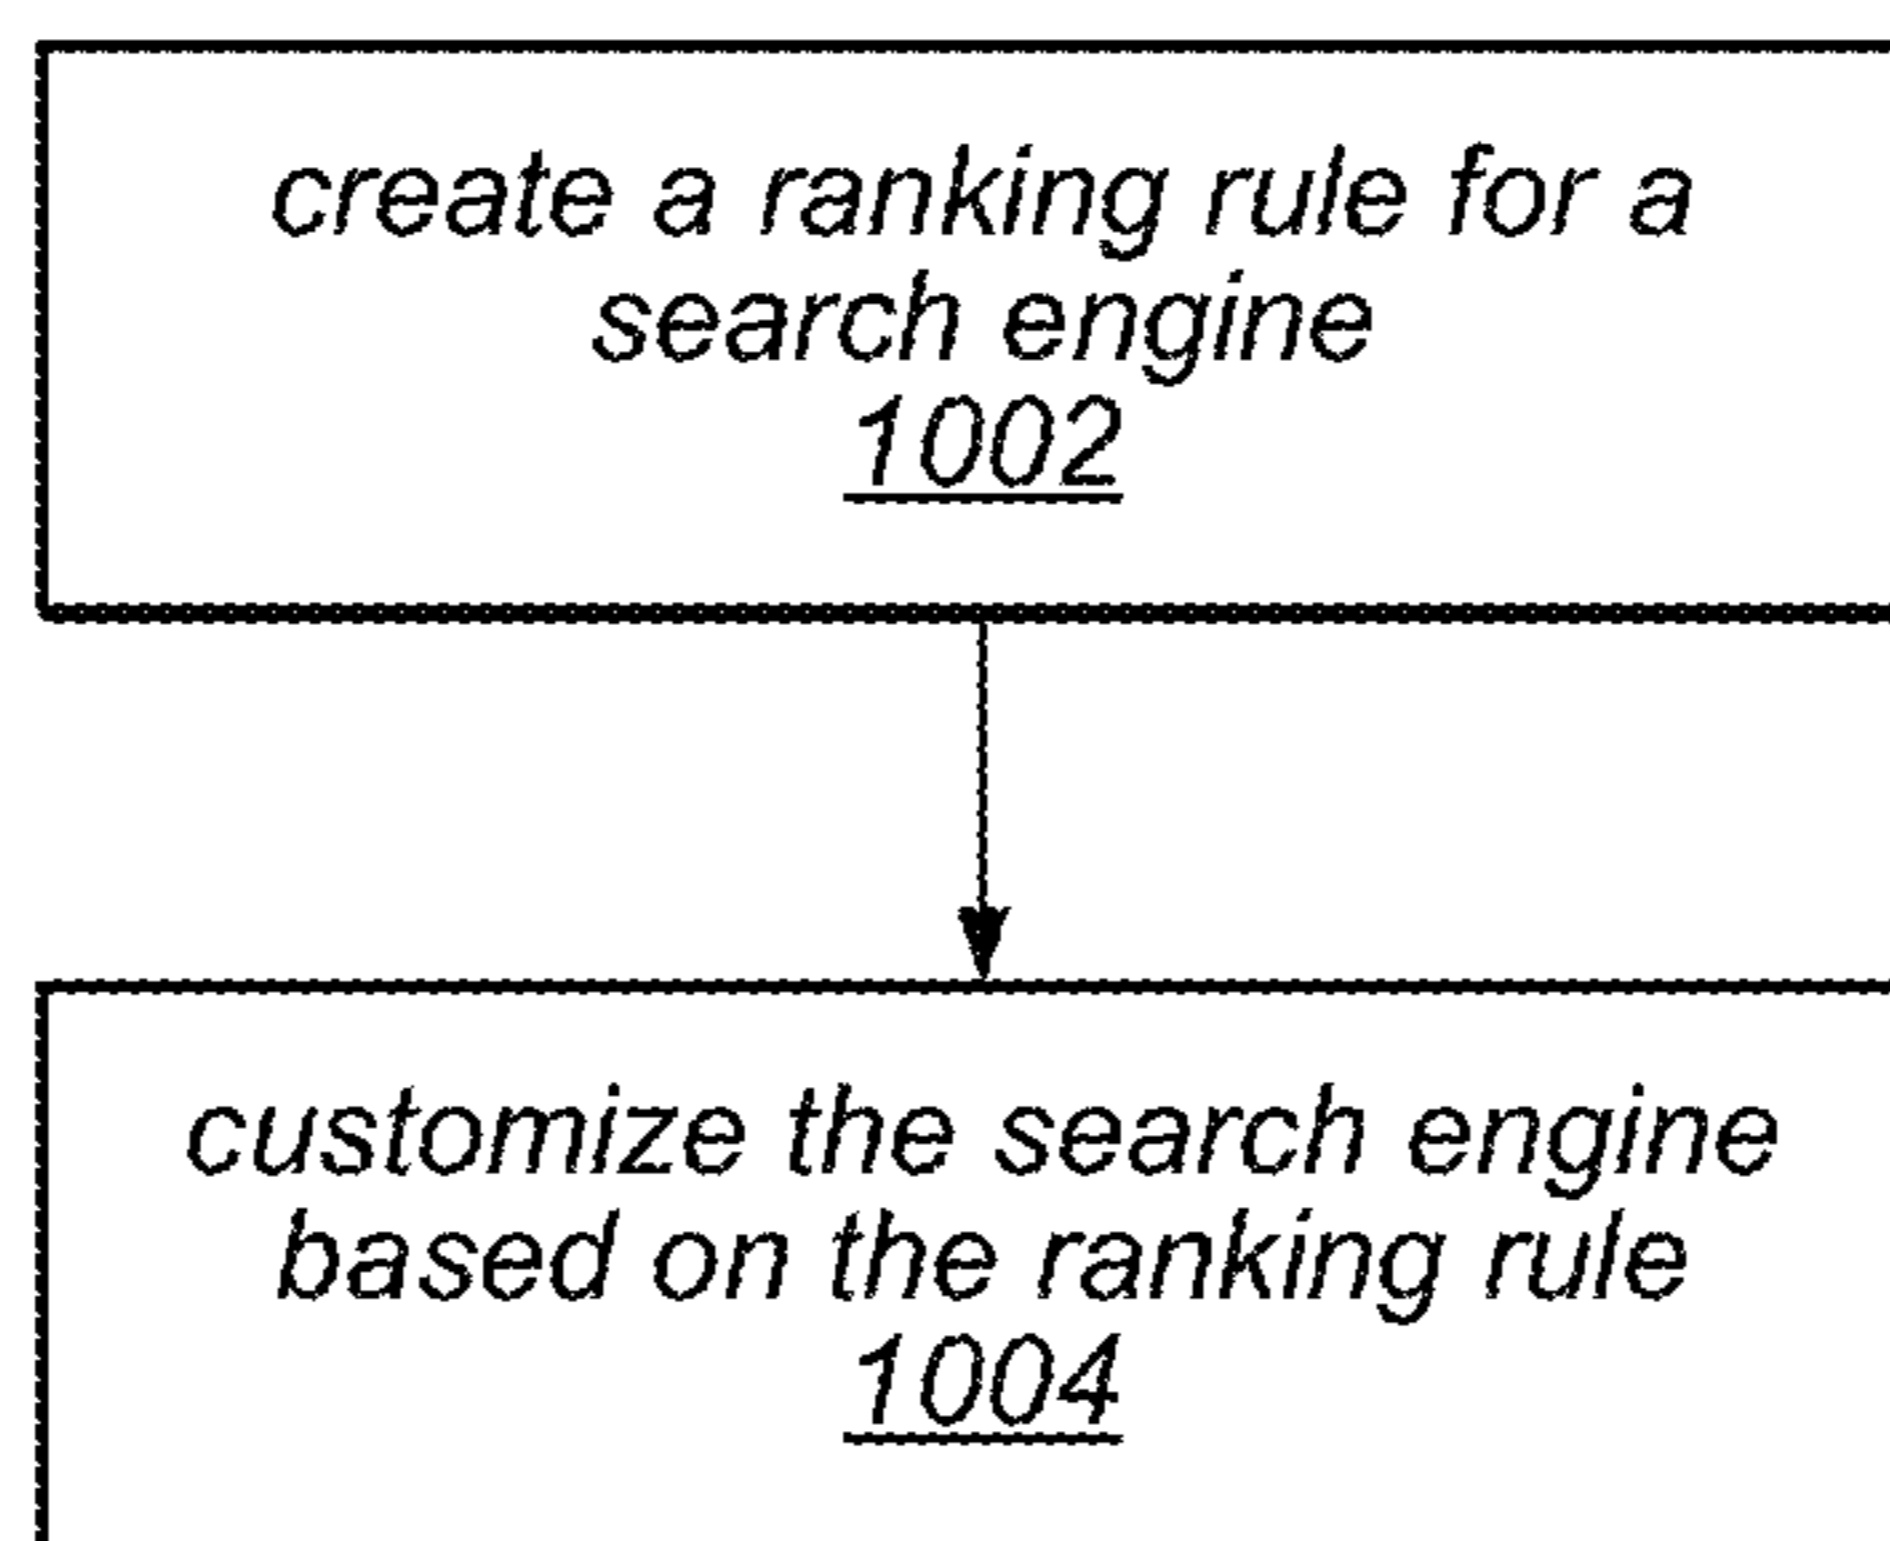 create a ranking rule for a
search engine
1002
customize the search engine
based on the ranking rule
1004